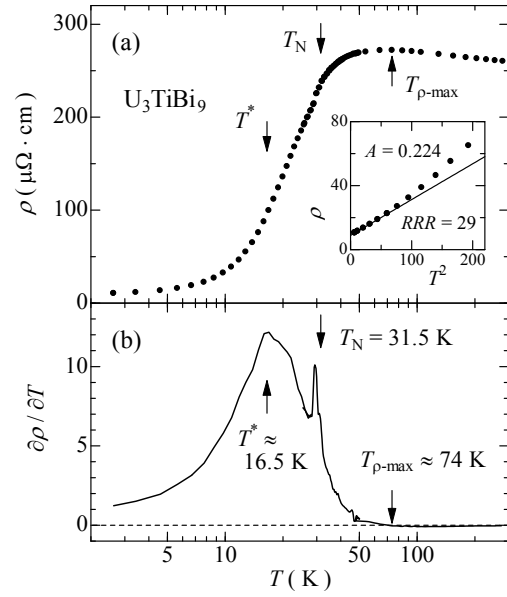 300
(a)
T_N
T_ρ-max
U₃TiBi₉
T*
200
ρ ( μΩ · cm)
100
0
80
A = 0.224
40
ρ
RRR = 29
0
0 100 200
T²
(b)
T_N = 31.5 K
10
∂ρ / ∂T
T* ≈
16.5 K
T_ρ-max ≈ 74 K
5
0
5 10 50 100
T ( K )